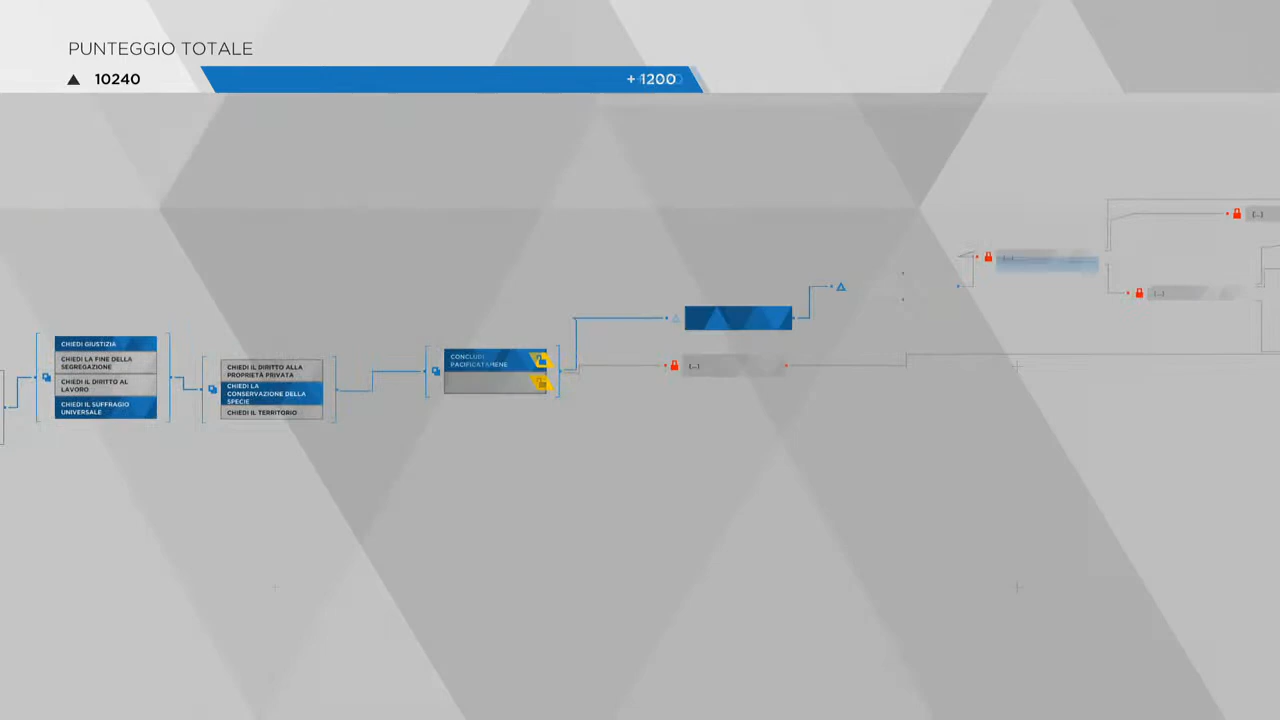 PUNTEGGIO TOTALE
10240
+ 1200
CHIEDI GIUSTIZIA
CHIEDI LA FINE DELLA
SEGREGAZIONE
CHIEDI IL DIRITTO AL
LAVORO
CHIEDI IL SUFFRAGIO
UNIVERSALE
CHIEDI IL DIRITTO ALLA
PROPRIETÀ PRIVATA
CHIEDI LA
CONSERVAZIONE DELLA
SPECIE
CHIEDI IL TERRITORIO
CONCLUDI
PACIFICATAMENE
[...]
[...]
[...]
[...]